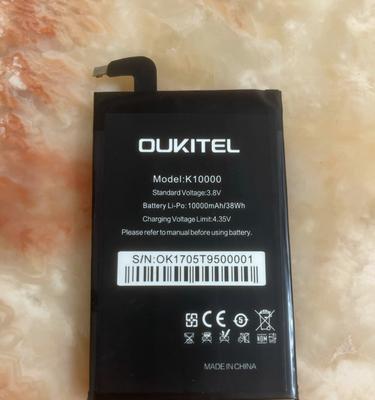 OUKITEL
Model:K10000
Standard Voltage:3.8V
Battery Li-Po: 10000mAh/38Wh
Charging Voltage Limit:4.35V
Please refer to manual before using.
S/N:OK1705T9500001
CE
MADE IN CHINA